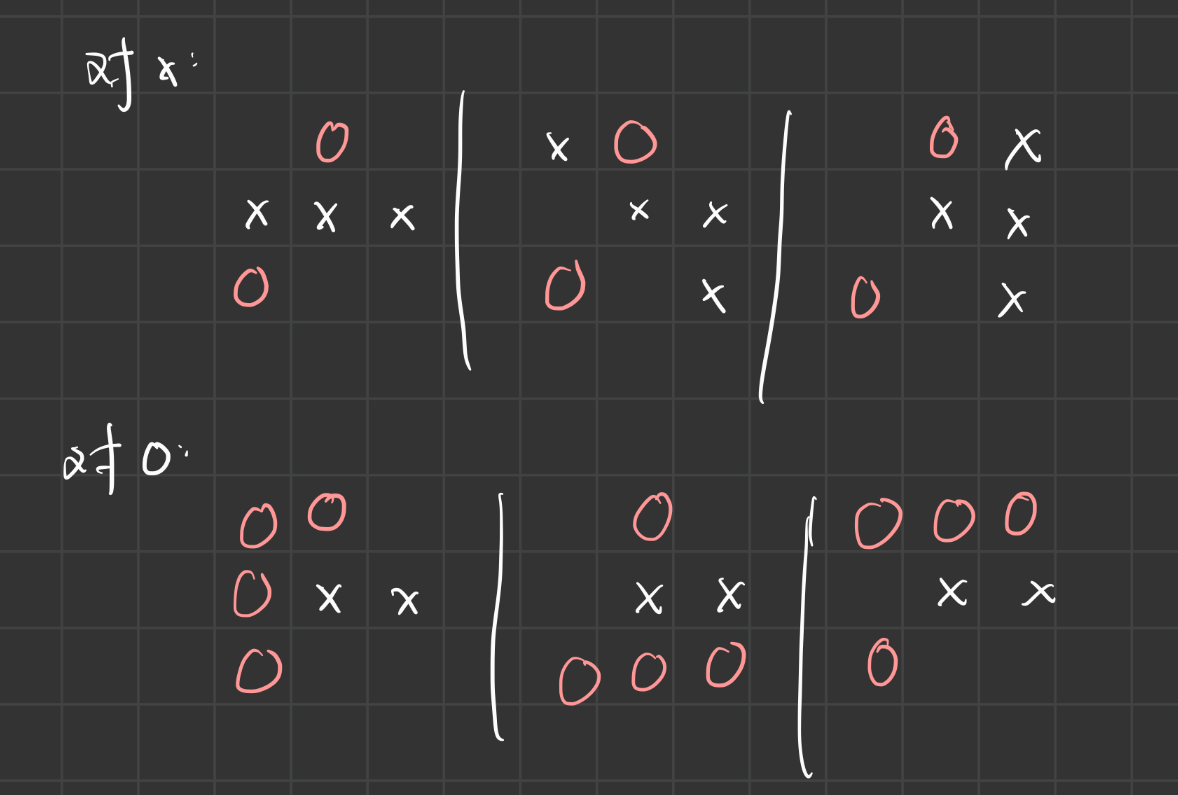 对 x:
O | x O | O X
x x x | x x | x x
O | O x | O x
对 O:
O O | O | O O O
O x x | x x | x x
O | O O O | O